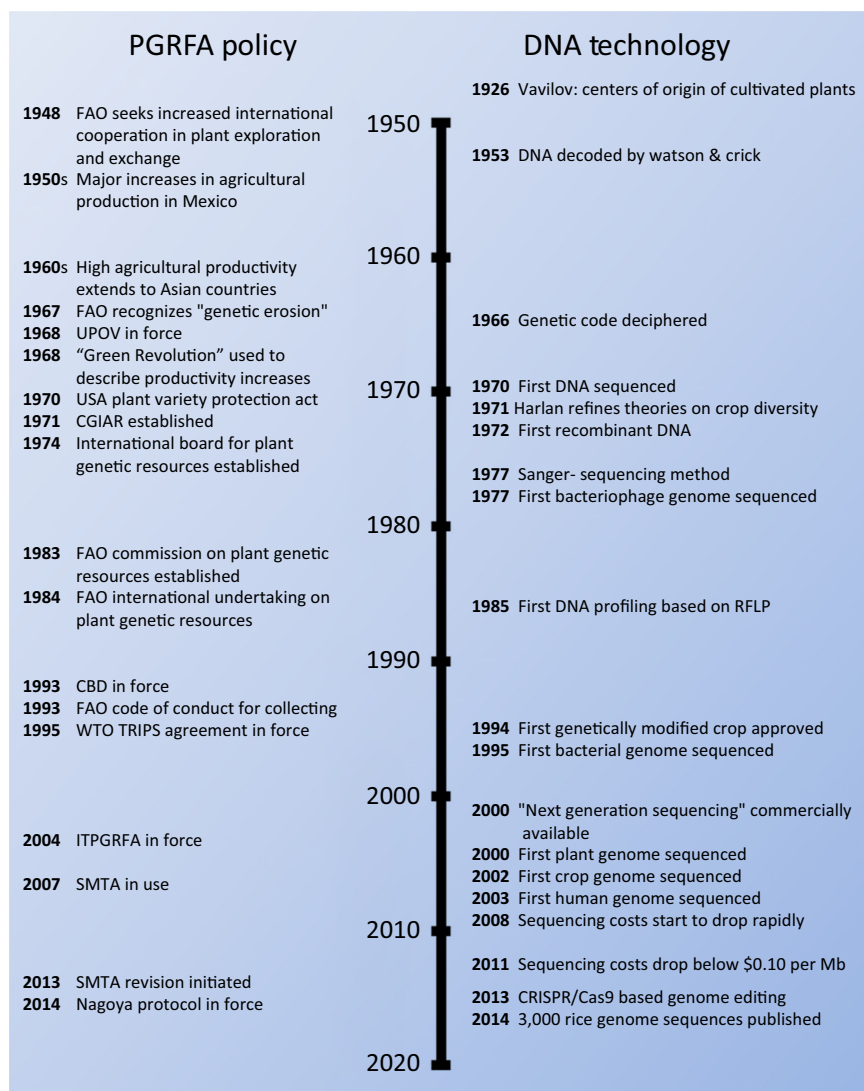 PGRFA policy
1948 FAO seeks increased international
cooperation in plant exploration
and exchange
1950s Major increases in agricultural
production in Mexico
1960s High agricultural productivity
extends to Asian countries
1967 FAO recognizes "genetic erosion"
1968 UPOV in force
1968 “Green Revolution” used to
describe productivity increases
1970 USA plant variety protection act
1971 CGIAR established
1974 International board for plant
genetic resources established
1983 FAO commission on plant genetic
resources established
1984 FAO international undertaking on
plant genetic resources
1993 CBD in force
1993 FAO code of conduct for collecting
1995 WTO TRIPS agreement in force
2004 ITPGRFA in force
2007 SMTA in use
2013 SMTA revision initiated
2014 Nagoya protocol in force
1950
1960
1970
1980
1990
2000
2010
2020
DNA technology
1926 Vavilov: centers of origin of cultivated plants
1953 DNA decoded by watson & crick
1966 Genetic code deciphered
1970 First DNA sequenced
1971 Harlan refines theories on crop diversity
1972 First recombinant DNA
1977 Sanger- sequencing method
1977 First bacteriophage genome sequenced
1985 First DNA profiling based on RFLP
1994 First genetically modified crop approved
1995 First bacterial genome sequenced
2000 "Next generation sequencing" commercially
available
2000 First plant genome sequenced
2002 First crop genome sequenced
2003 First human genome sequenced
2008 Sequencing costs start to drop rapidly
2011 Sequencing costs drop below $0.10 per Mb
2013 CRISPR/Cas9 based genome editing
2014 3,000 rice genome sequences published